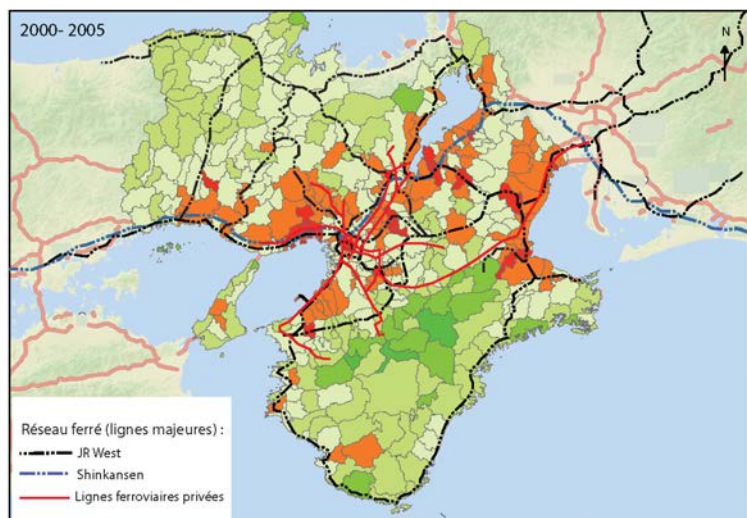 2000- 2005
N
Réseau ferré (lignes majeures) :
JR West
Shinkansen
Lignes ferroviaires privées